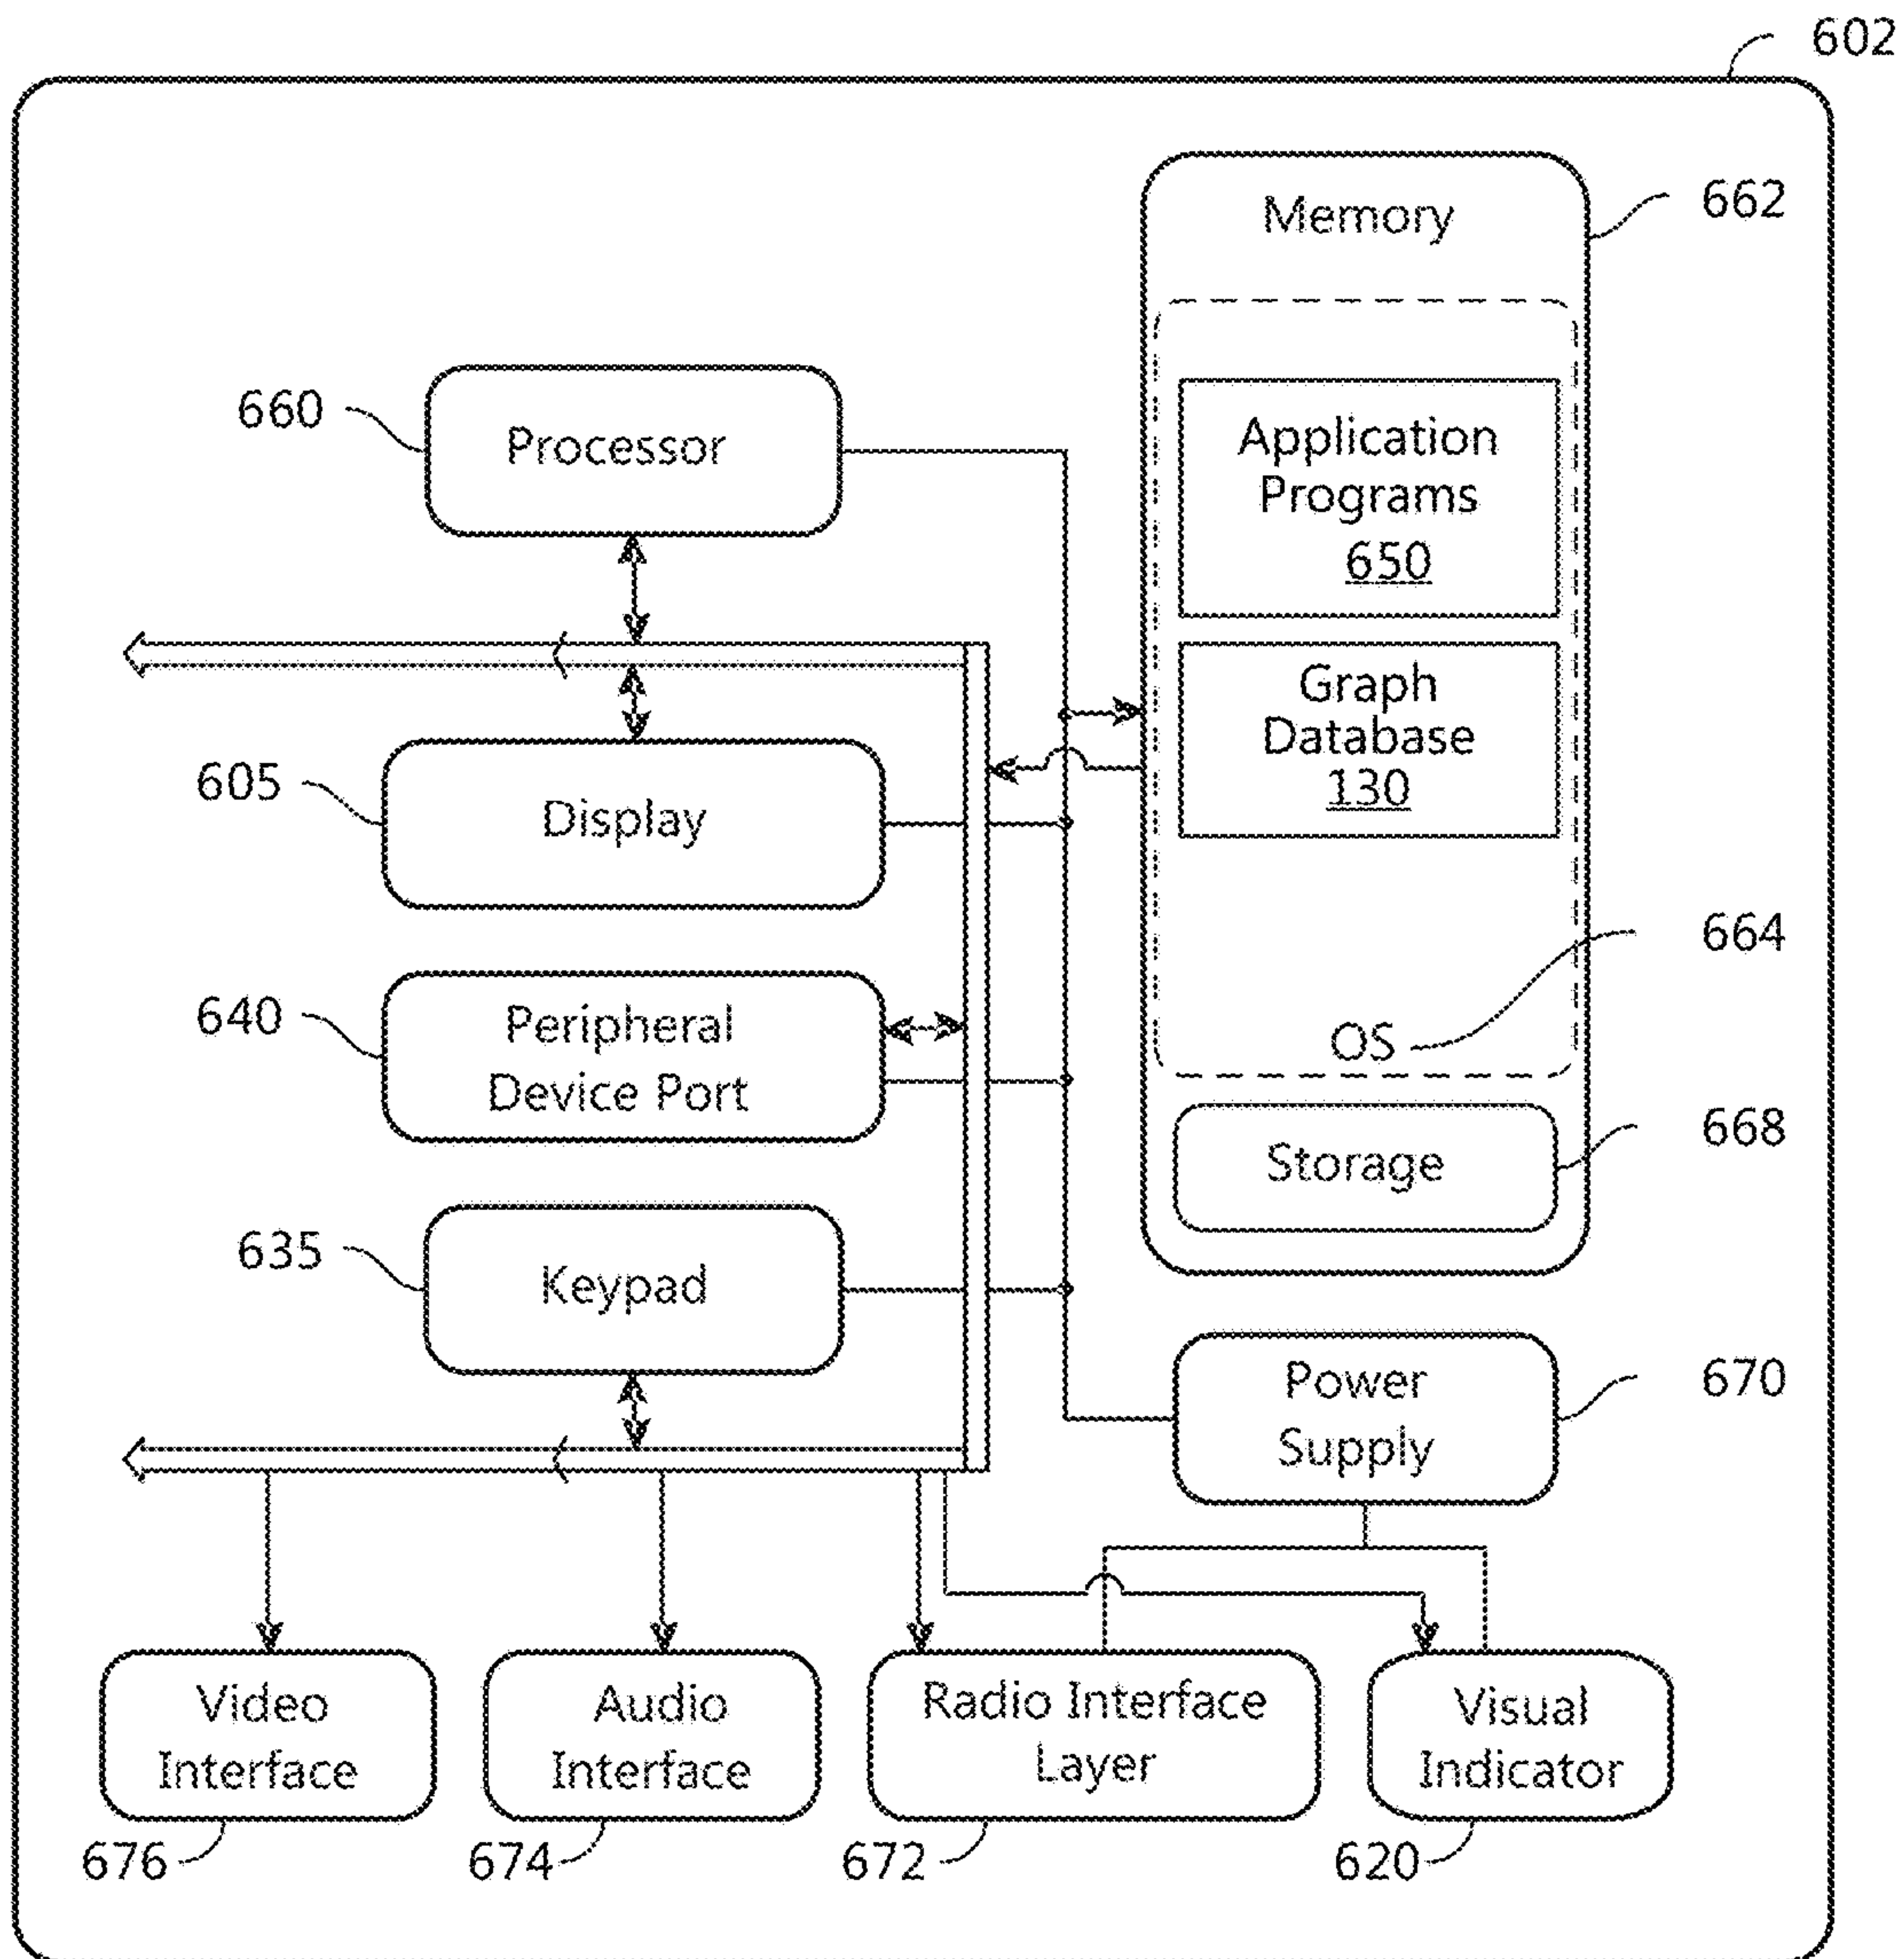 602
Memory
662
Application
Programs
650
660
Processor
Graph
Database
130
605
Display
664
640
Peripheral
Device Port
OS
668
Storage
635
Keypad
Power
Supply
670
Video
Interface
Audio
Interface
Radio Interface
Layer
Visual
Indicator
676
674
672
620